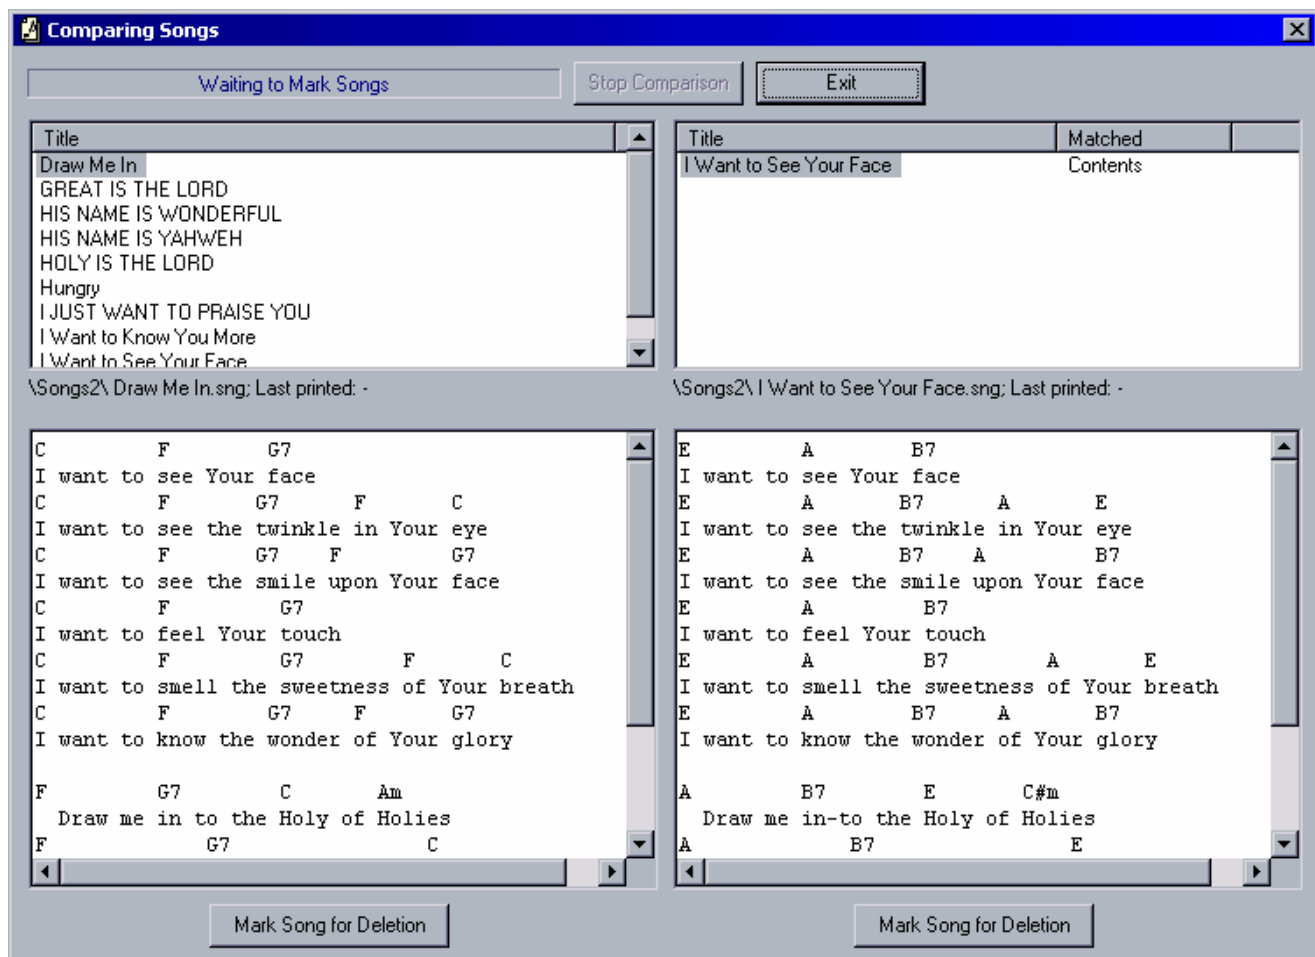 Comparing Songs
Waiting to Mark Songs
Stop Comparison
Exit
Title
Draw Me In
GREAT IS THE LORD
HIS NAME IS WONDERFUL
HIS NAME IS YAHWEH
HOLY IS THE LORD
Hungry
I JUST WANT TO PRAISE YOU
I Want to Know You More
I Want to See Your Face
\Songs2\ Draw Me In.sng; Last printed: -
Title Matched
I Want to See Your Face Contents
\Songs2\ I Want to See Your Face.sng; Last printed: -
C F G7
I want to see Your face
C F G7 F C
I want to see the twinkle in Your eye
C F G7 F G7
I want to see the smile upon Your face
C F G7
I want to feel Your touch
C F G7 F C
I want to smell the sweetness of Your breath
C F G7 F G7
I want to know the wonder of Your glory
F G7 C Am
Draw me in to the Holy of Holies
F G7 C
Mark Song for Deletion
E A B7
I want to see Your face
E A B7 A E
I want to see the twinkle in Your eye
E A B7 A B7
I want to see the smile upon Your face
E A B7
I want to feel Your touch
E A B7 A E
I want to smell the sweetness of Your breath
E A B7 A B7
I want to know the wonder of Your glory
A B7 E C#m
Draw me in-to the Holy of Holies
A B7 E
Mark Song for Deletion